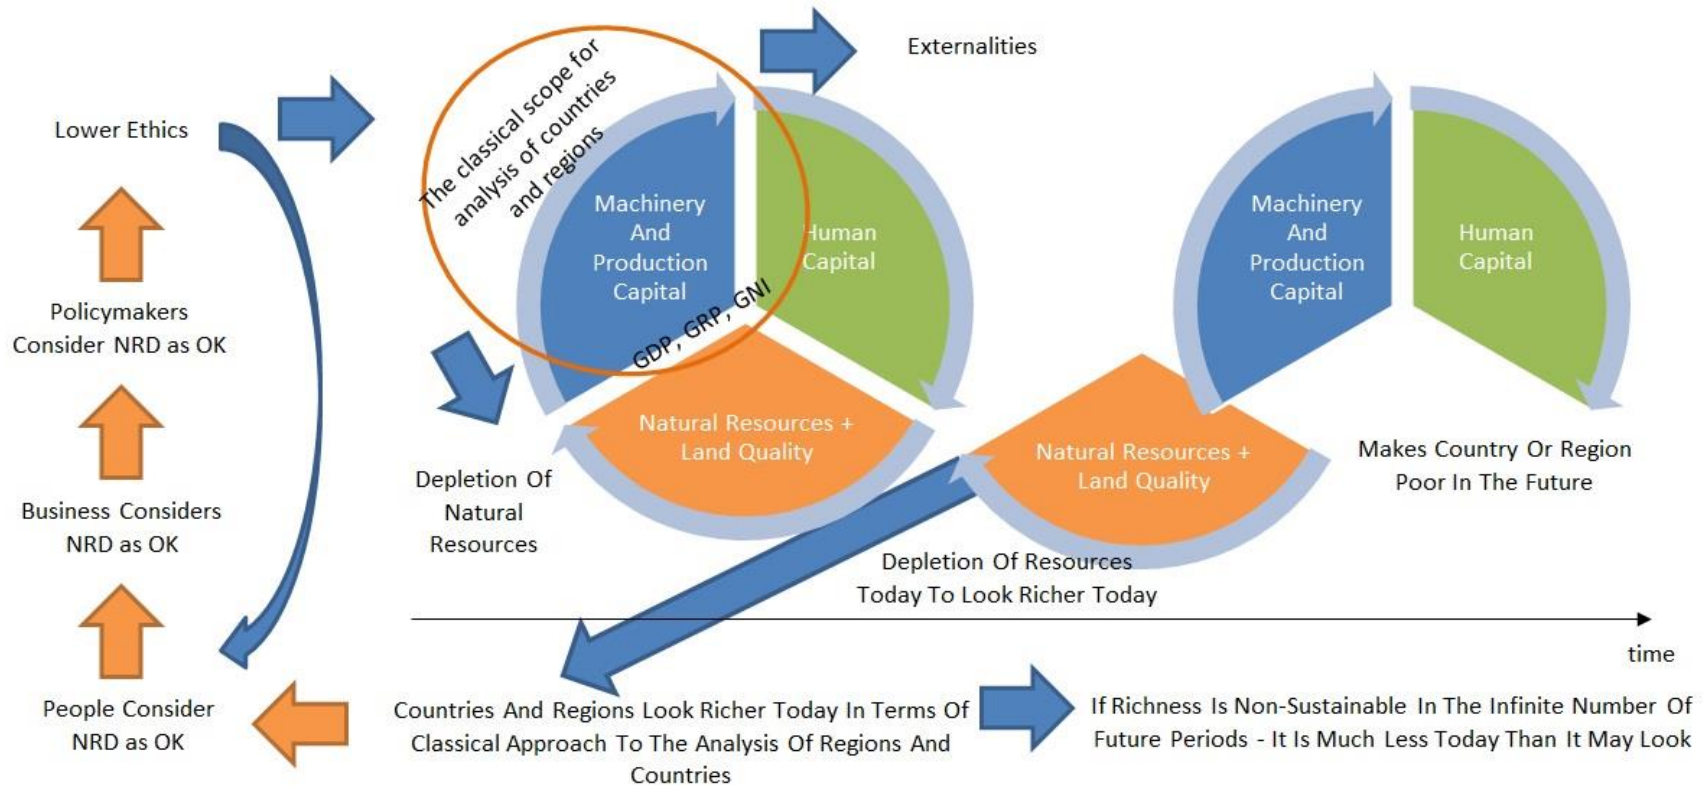 Externalities
The classical scope for
analysis of countries
and regions
Lower Ethics
Machinery
And
Production
Capital
Human
Capital
Machinery
And
Production
Capital
Human
Capital
GDP, GRP, GNI
Policymakers
Consider NRD as OK
Natural Resources +
Land Quality
Natural Resources +
Land Quality
Makes Country Or Region
Poor In The Future
Depletion Of
Natural
Resources
Business Considers
NRD as OK
Depletion Of Resources
Today To Look Richer Today
time
People Consider
NRD as OK
Countries And Regions Look Richer Today In Terms Of
Classical Approach To The Analysis Of Regions And
Countries
If Richness Is Non-Sustainable In The Infinite Number Of
Future Periods - It Is Much Less Today Than It May Look